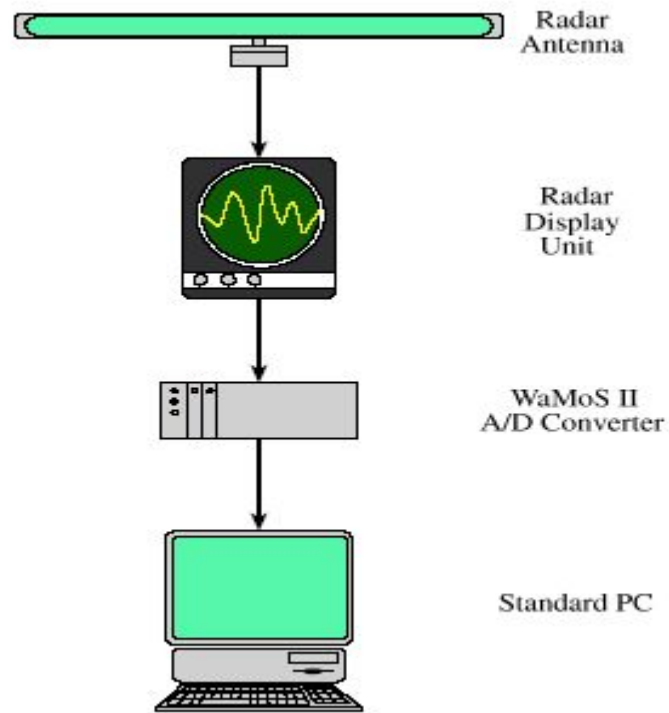 Radar
Antenna
Radar
Display
Unit
WaMoS II
A/D Converter
Standard PC